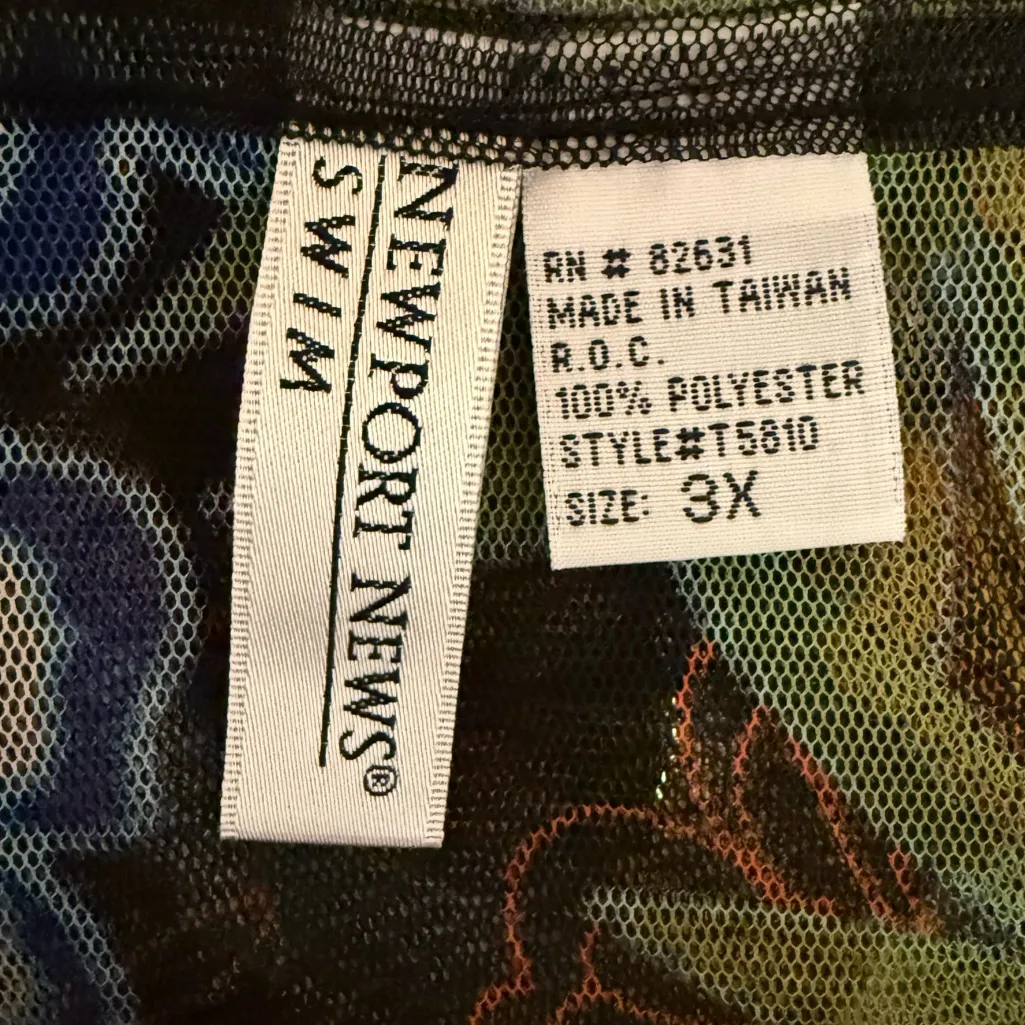 NEWPORT NEWS®
SWIM
RN # 82631
MADE IN TAIWAN
R.O.C.
100% POLYESTER
STYLE#T5810
SIZE: 3X